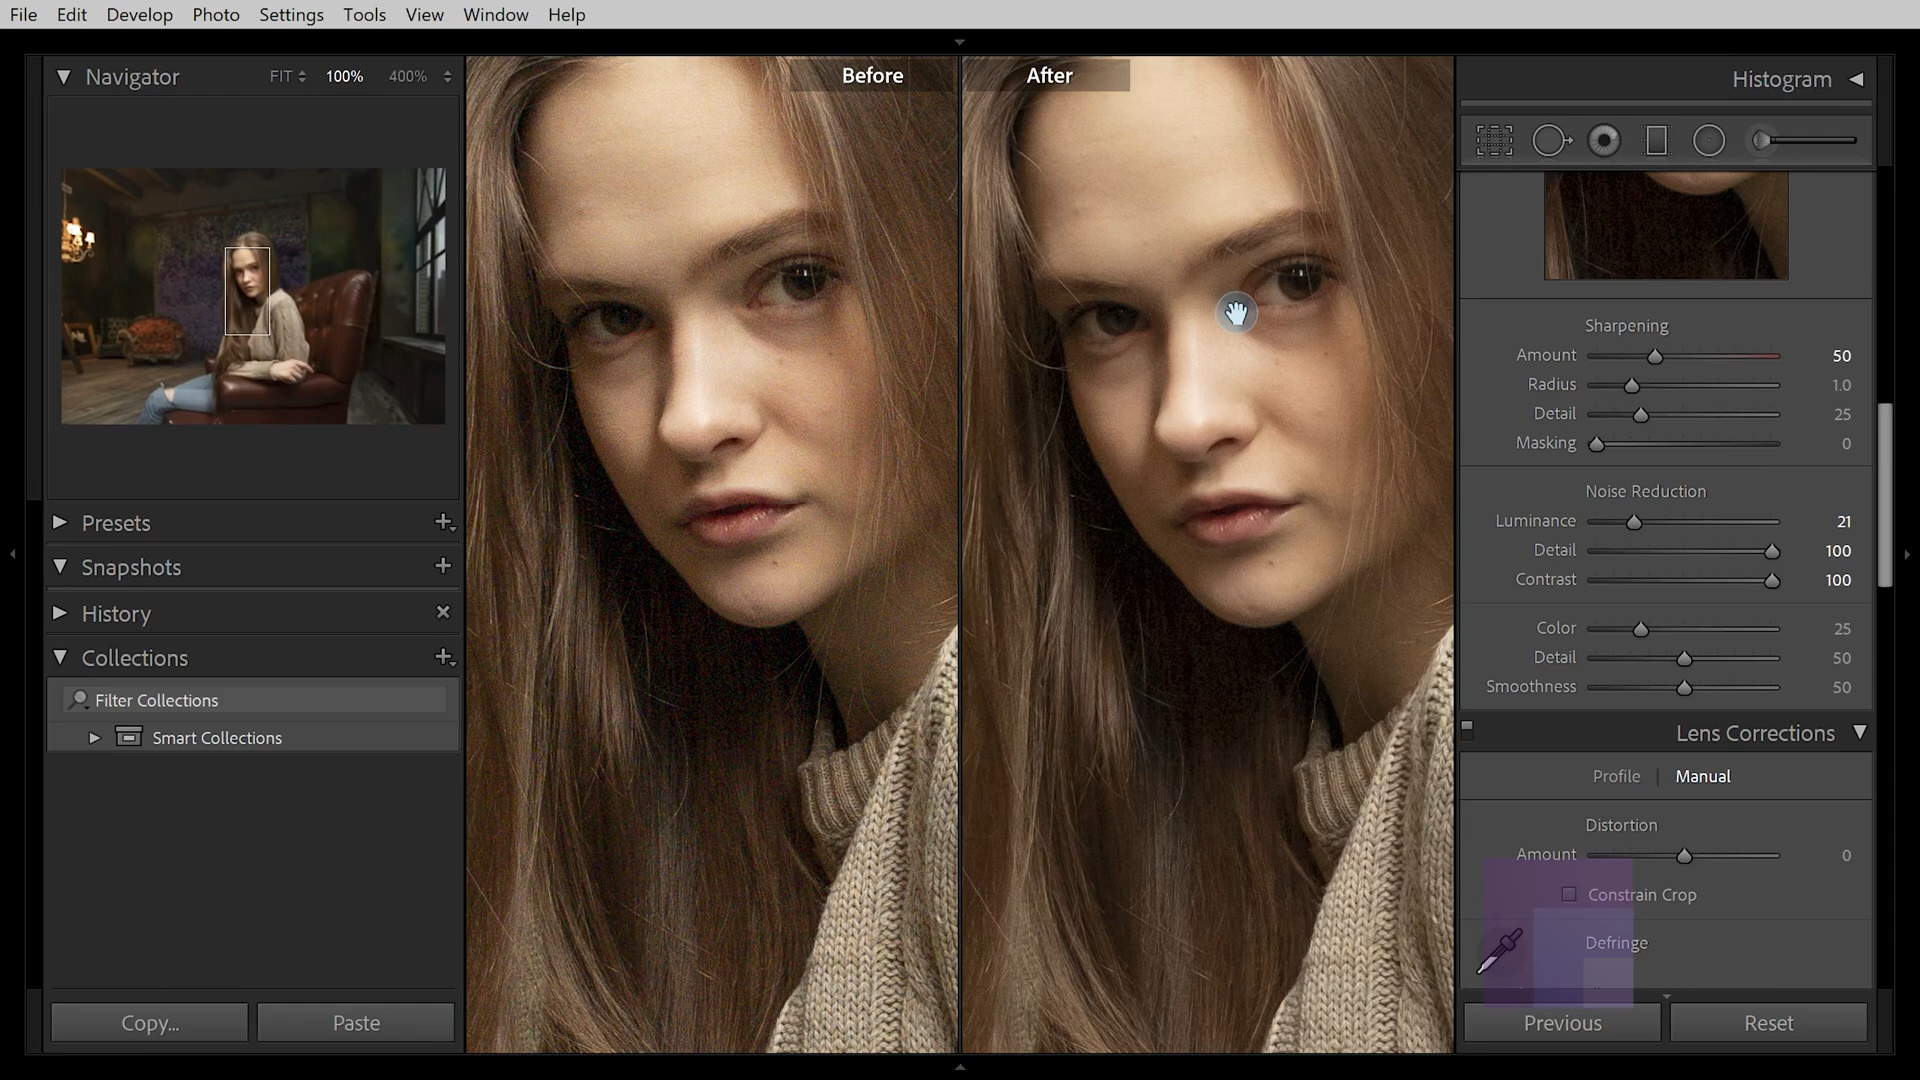 File Edit Develop Photo Settings Tools View Window Help
Navigator FIT 100% 400%
Before
After
Histogram
Sharpening
Amount 50
Radius 1.0
Detail 25
Masking 0
Noise Reduction
Luminance 21
Detail 100
Contrast 100
Color 25
Detail 50
Smoothness 50
Lens Corrections
Profile | Manual
Distortion
Amount 0
Constrain Crop
Defringe
Presets
Snapshots
History
Collections
Filter Collections
Smart Collections
Copy... Paste
Previous Reset